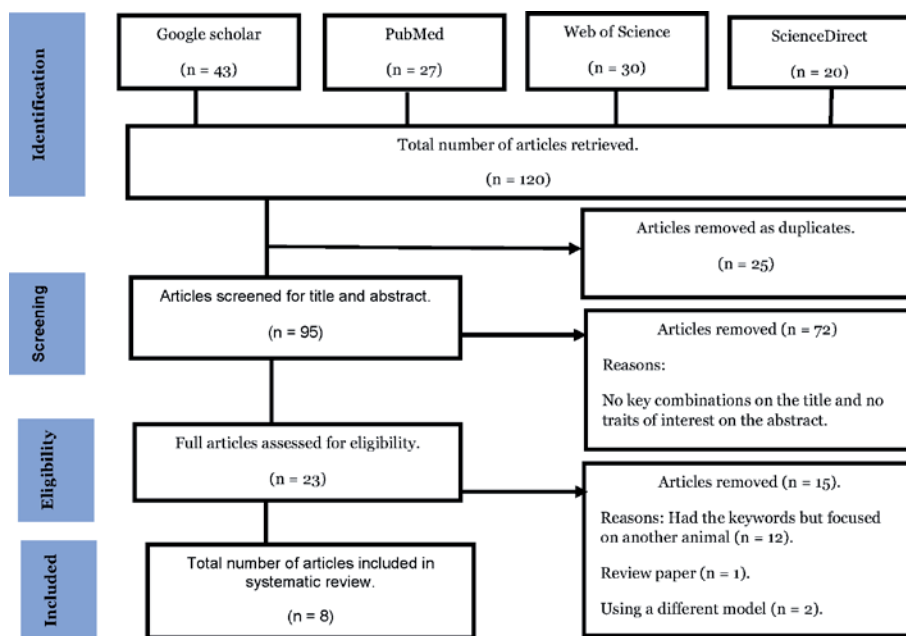 Identification
Google scholar
(n = 43)
PubMed
(n = 27)
Web of Science
(n = 30)
ScienceDirect
(n = 20)
Total number of articles retrieved.
(n = 120)
Articles removed as duplicates.
(n = 25)
Screening
Articles screened for title and abstract.
(n = 95)
Articles removed (n = 72)
Reasons:
No key combinations on the title and no
traits of interest on the abstract.
Eligibility
Full articles assessed for eligibility.
(n = 23)
Articles removed (n = 15).
Reasons: Had the keywords but focused
on another animal (n = 12).
Review paper (n = 1).
Using a different model (n = 2).
Included
Total number of articles included in
systematic review.
(n = 8)